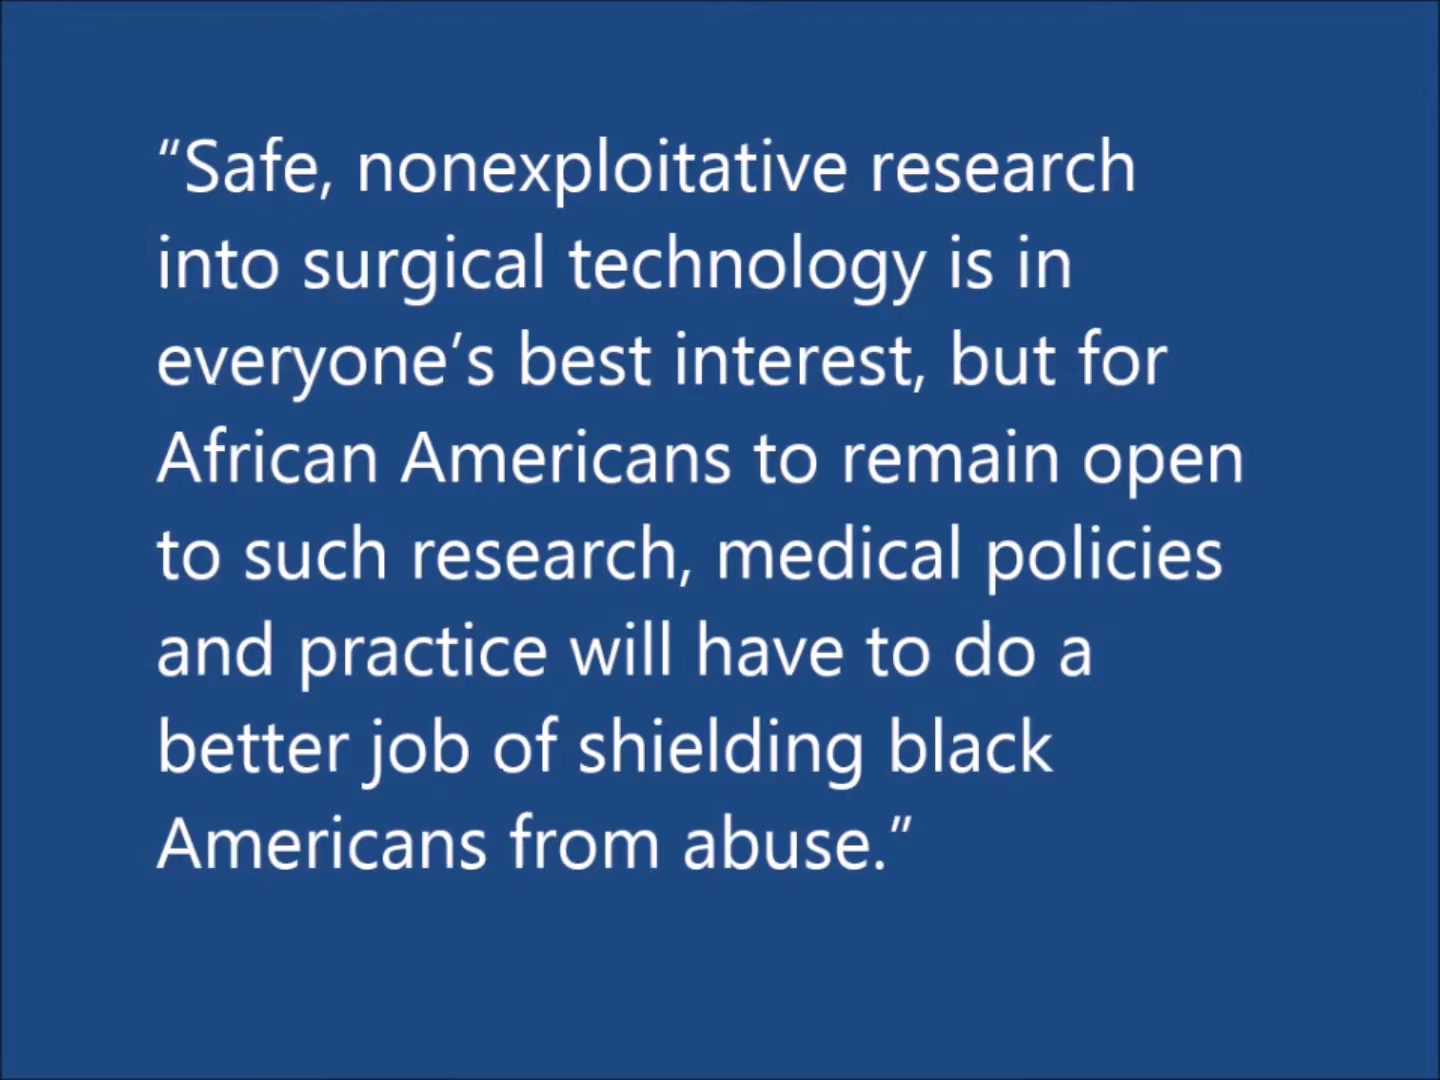 “Safe, nonexploitative research
into surgical technology is in
everyone’s best interest, but for
African Americans to remain open
to such research, medical policies
and practice will have to do a
better job of shielding black
Americans from abuse.”